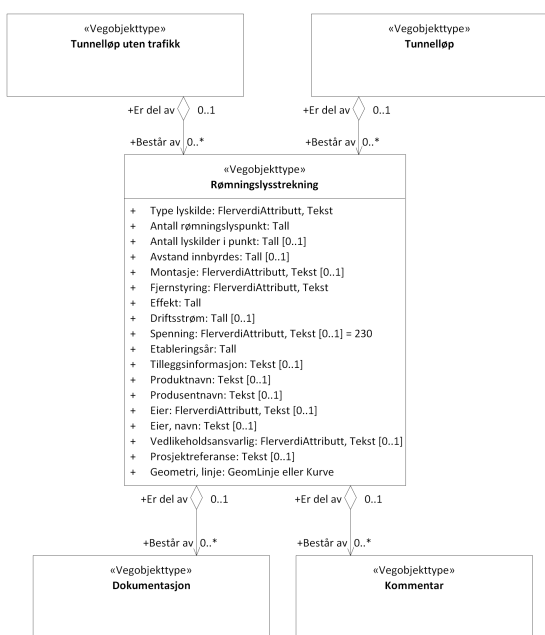 «Vegobjekttype»
Tunnelløp uten trafikk
«Vegobjekttype»
Tunnelløp
+Er del av 0..1
+Består av 0..*
+Er del av 0..1
+Består av 0..*
«Vegobjekttype»
Rømningslysstrekning
+ Type lyskilde: FlerverdiAttributt, Tekst
+ Antall rømningslyspunkt: Tall
+ Antall lyskilder i punkt: Tall [0..1]
+ Avstand innbyrdes: Tall [0..1]
+ Montasje: FlerverdiAttributt, Tekst [0..1]
+ Fjernstyring: FlerverdiAttributt, Tekst
+ Effekt: Tall
+ Driftsstrøm: Tall [0..1]
+ Spenning: FlerverdiAttributt, Tekst [0..1] = 230
+ Etableringsår: Tall
+ Tilleggsinformasjon: Tekst [0..1]
+ Produktnavn: Tekst [0..1]
+ Produsentnavn: Tekst [0..1]
+ Eier: FlerverdiAttributt, Tekst [0..1]
+ Eier, navn: Tekst [0..1]
+ Vedlikeholdsansvarlig: FlerverdiAttributt, Tekst [0..1]
+ Prosjektreferanse: Tekst [0..1]
+ Geometri, linje: GeomLinje eller Kurve
+Er del av 0..1
+Består av 0..*
+Er del av 0..1
+Består av 0..*
«Vegobjekttype»
Dokumentasjon
«Vegobjekttype»
Kommentar